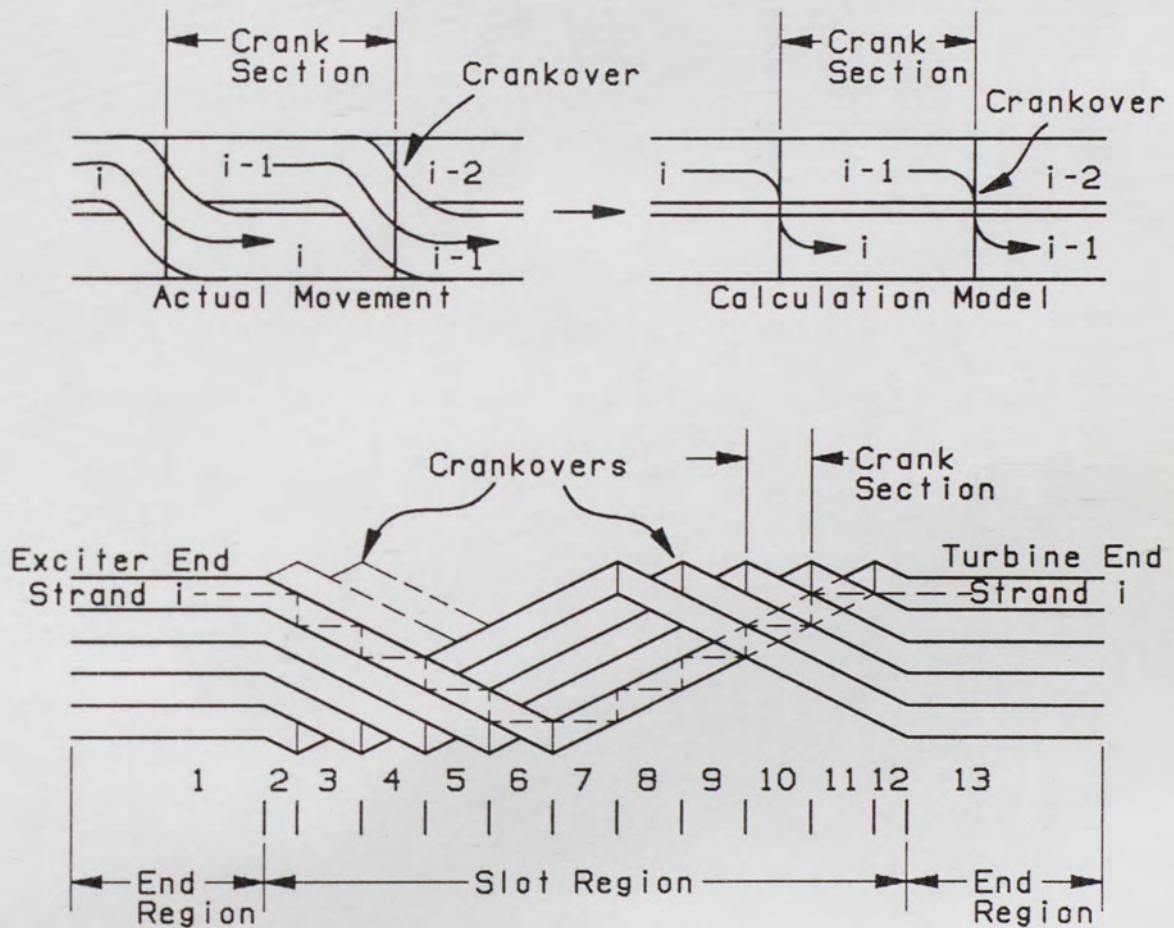 Crank
Section
Crankover
i
i-1
i-2
i
i-1
Actual Movement
Crank
Section
Crankover
i
i-1
i-2
i
i-1
Calculation Model
Crankovers
Crank
Section
Exciter End
Strand i
Turbine End
Strand i
1 2 3 4 5 6 7 8 9 10 11 12 13
End
Region
Slot Region
End
Region